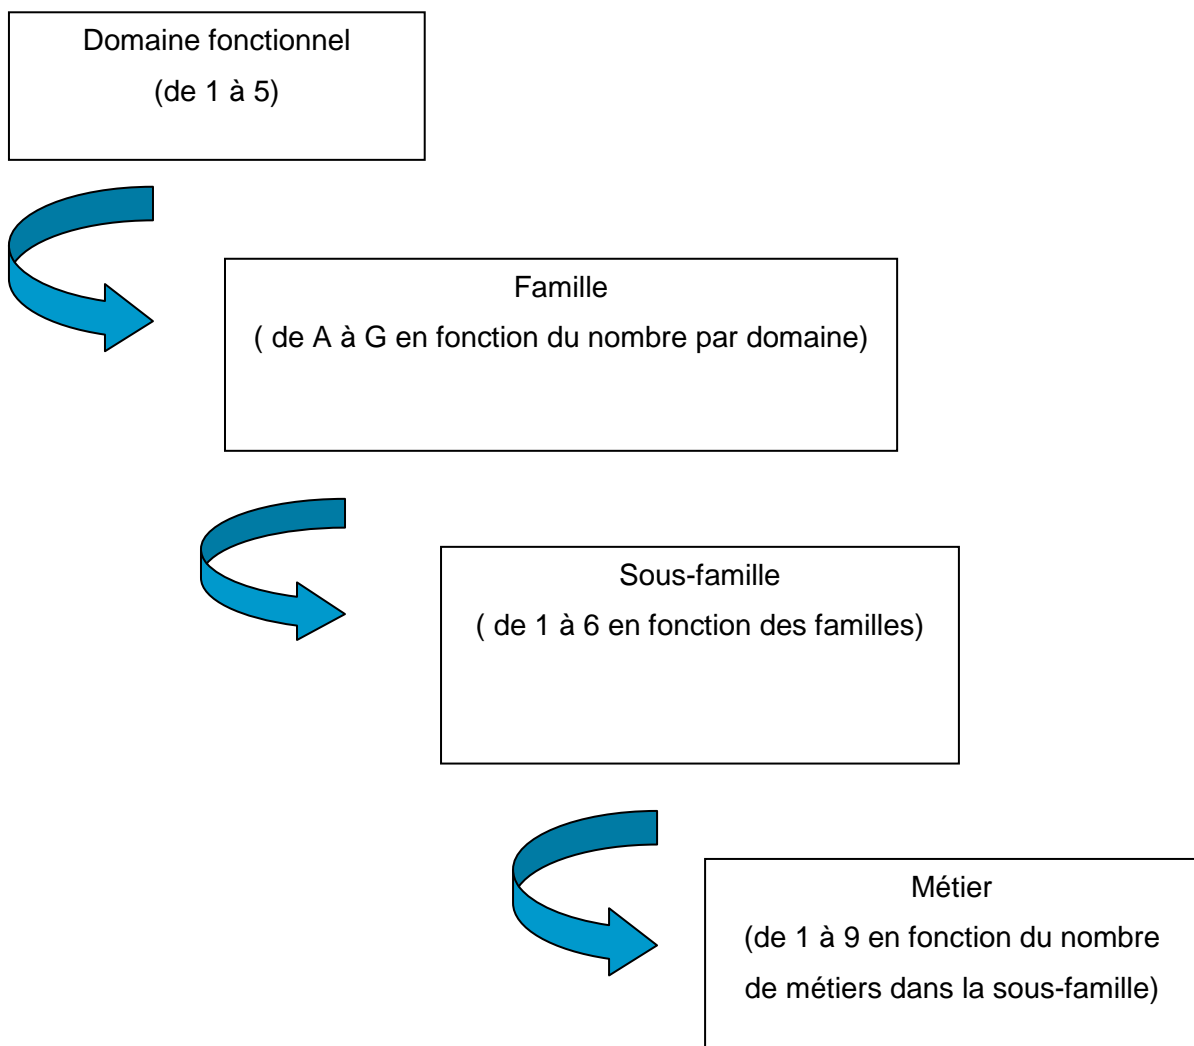 Domaine fonctionnel
(de 1 à 5)
Famille
( de A à G en fonction du nombre par domaine)
Sous-famille
( de 1 à 6 en fonction des familles)
Métier
(de 1 à 9 en fonction du nombre
de métiers dans la sous-famille)